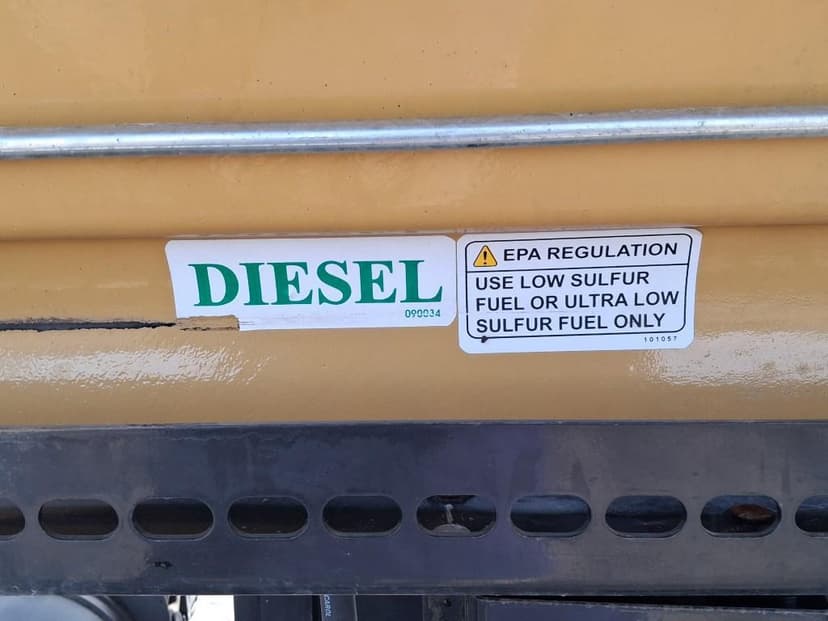 DIESEL
090034
EPA REGULATION
USE LOW SULFUR
FUEL OR ULTRA LOW
SULFUR FUEL ONLY
101057